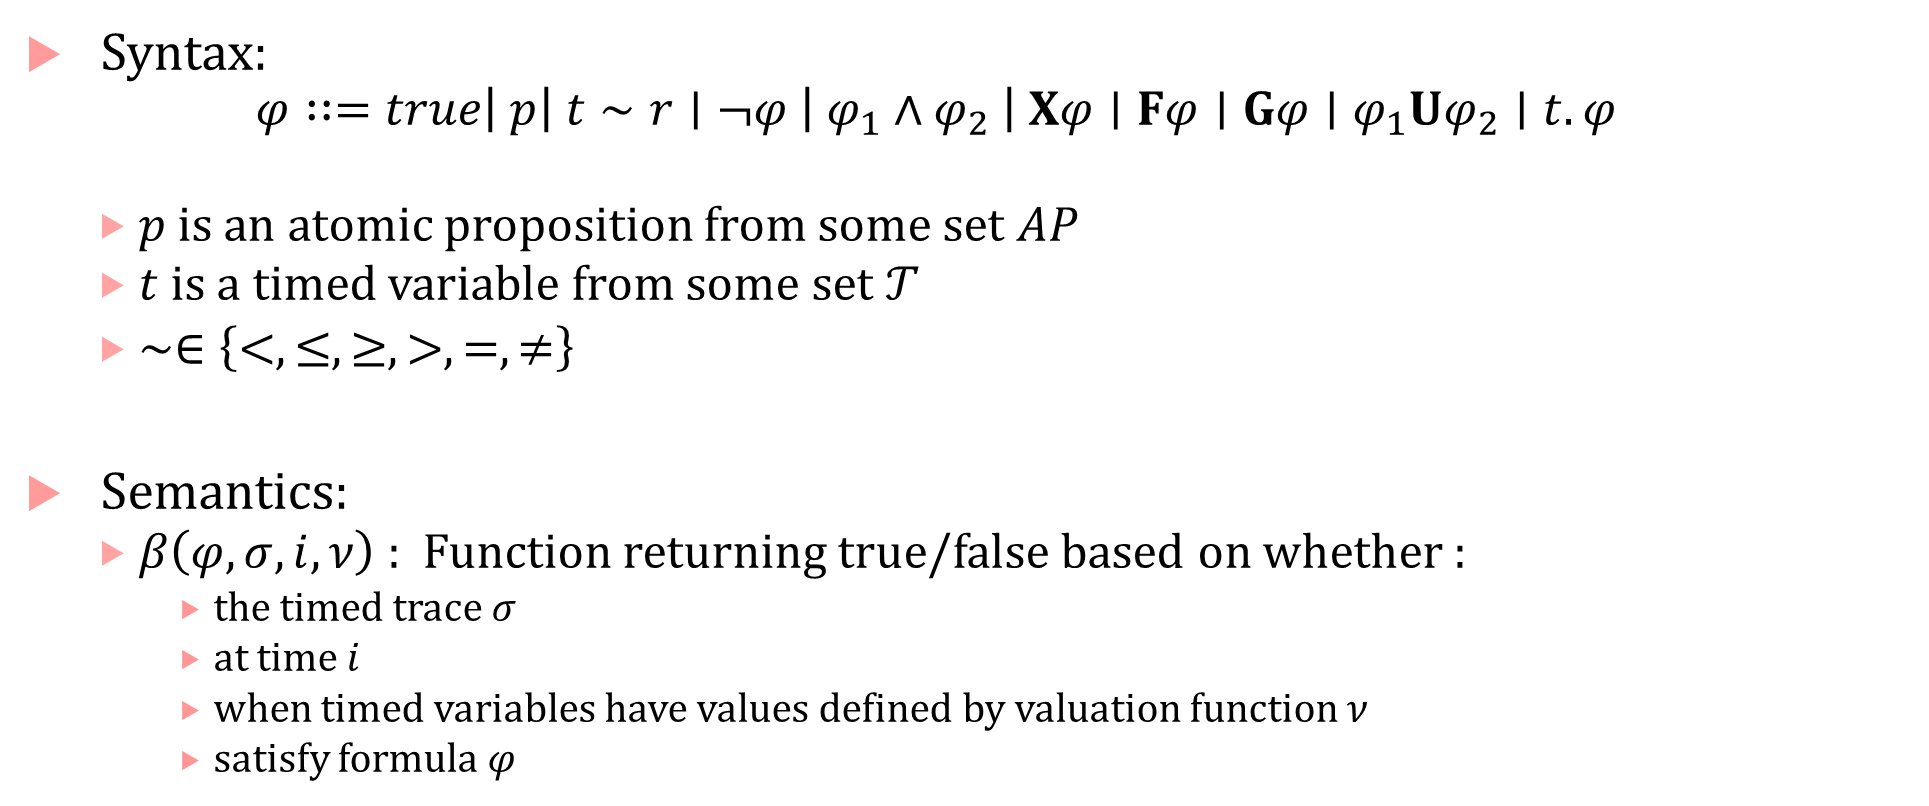 Syntax:
φ ∷= true| p| t ~ r | ¬φ | φ₁ ∧ φ₂ | Xφ | Fφ | Gφ | φ₁Uφ₂ | t. φ
p is an atomic proposition from some set AP
t is a timed variable from some set 𝒯
~∈ {<, ≤, ≥, >, =, ≠}
Semantics:
β(φ, σ, i, ν) : Function returning true/false based on whether :
the timed trace σ
at time i
when timed variables have values defined by valuation function ν
satisfy formula φ